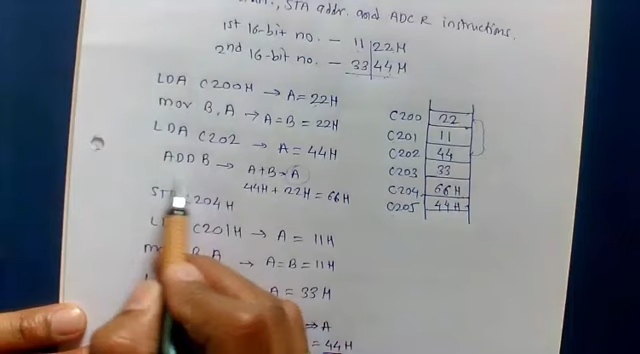 STA addr. and ADC R instructions.
1st 16-bit no. - 11 22H
2nd 16-bit no. - 33 44H
LDA C200H → A=22H
MOV B,A → A=B=22H
LDA C202 → A=44H
ADD B → A+B→A
44H+22H=66H
C204H
C201H → A = 11H
→ A=B=11H
A = 33H
→A
= 44H
C200 22
C201 11
C202 44
C203 33
C204 66H
C205 44H